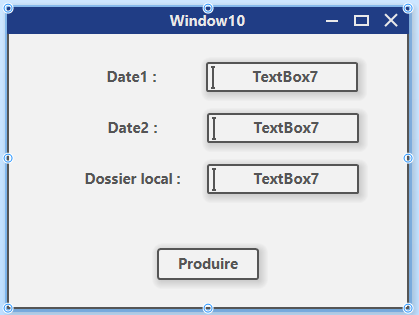 Window10
Date1 : TextBox7
Date2 : TextBox7
Dossier local : TextBox7
Produire